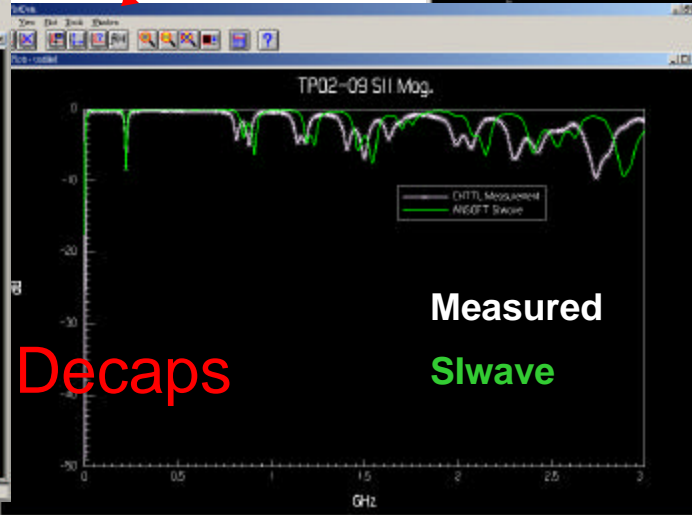 TP02-09 S11 Mag.
0
-10
CHTTL Measurement
ANSOFT SIwave
-20
dB
Measured
-30
Decaps
SIwave
-40
-50
0
0.5
1
1.5
2
2.5
3
GHz